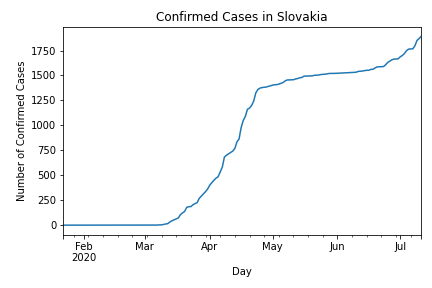 Confirmed Cases in Slovakia
Number of Confirmed Cases
1750
1500
1250
1000
750
500
250
0
Feb Mar Apr May Jun Jul
2020
Day